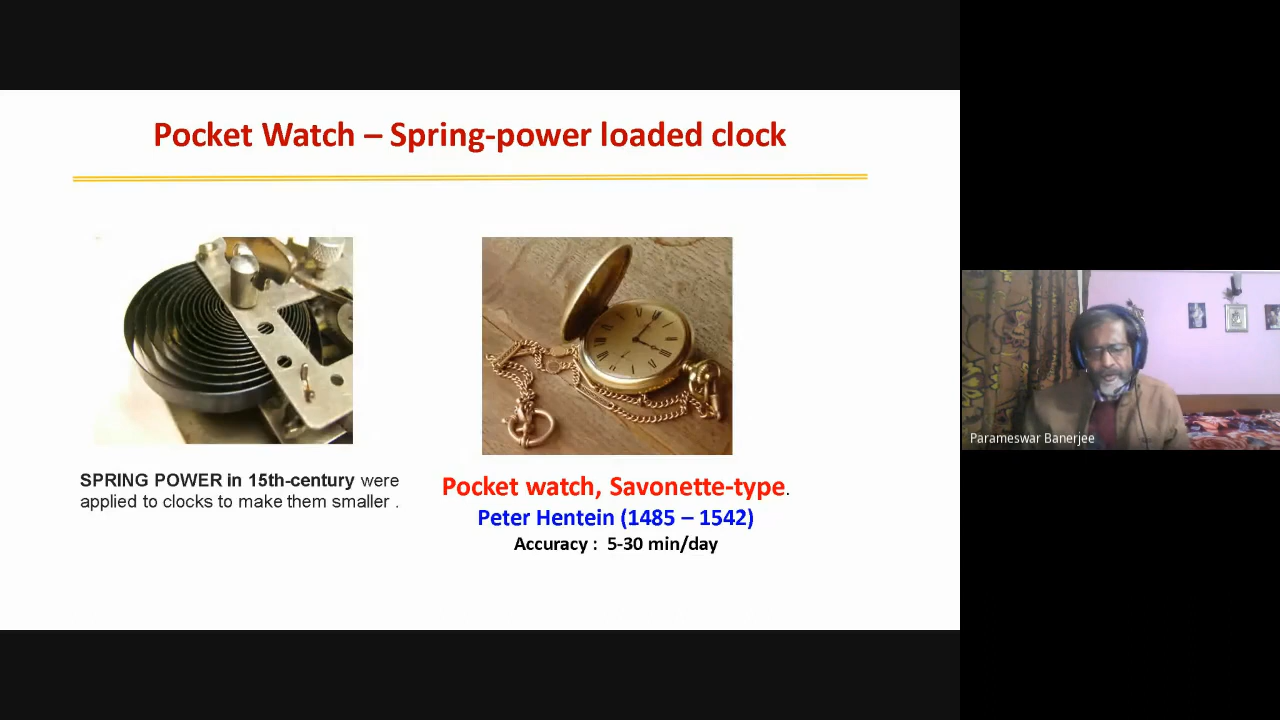 Pocket Watch – Spring-power loaded clock
SPRING POWER in 15th-century were
applied to clocks to make them smaller .
Pocket watch, Savonette-type.
Peter Hentein (1485 – 1542)
Accuracy :  5-30 min/day
Parameswar Banerjee